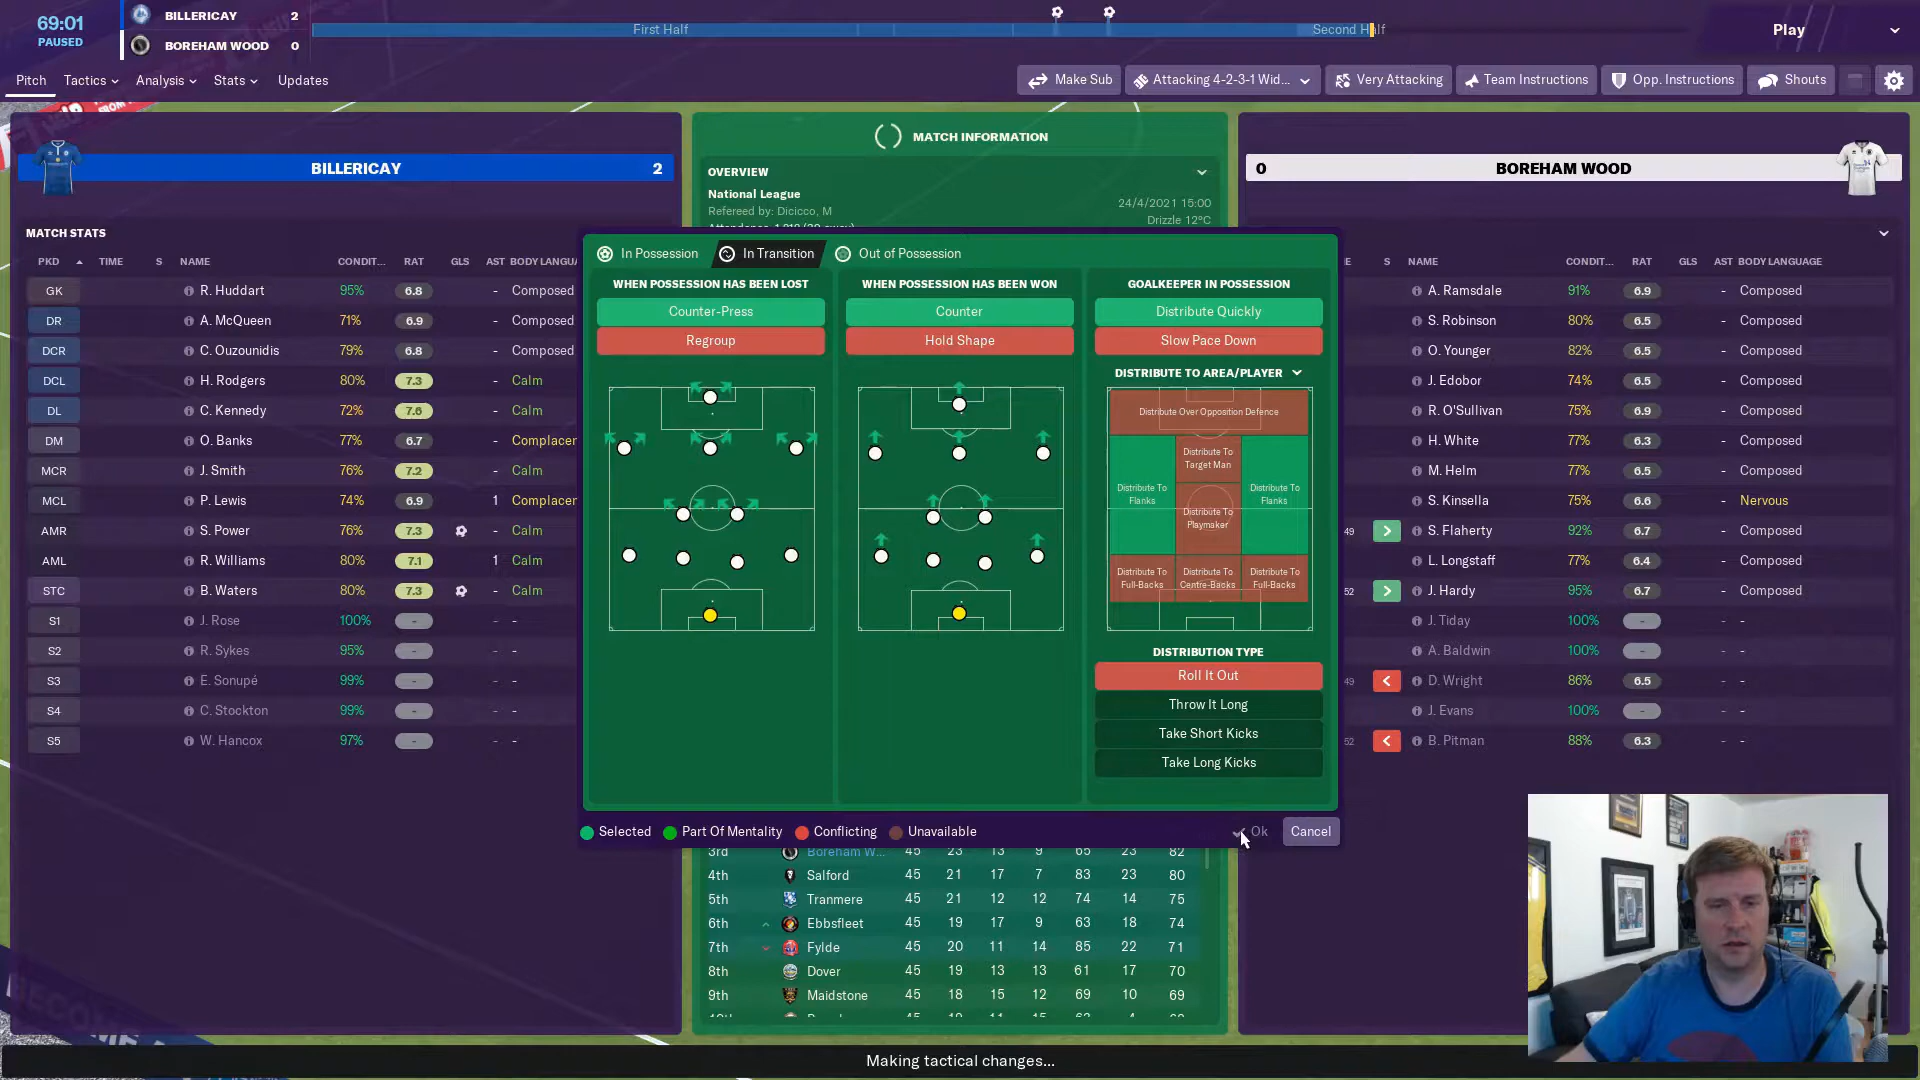 69:01
PAUSED
BILLERICAY 2
BOREHAM WOOD 0
First Half
Second Half
Play
Pitch Tactics Analysis Stats Updates
Make Sub
Attacking 4-2-3-1 Wid...
Very Attacking
Team Instructions
Opp. Instructions
Shouts
BILLERICAY 2
MATCH INFORMATION
OVERVIEW
National League
Refereed by: Dicicco, M
24/4/2021 15:00
Drizzle 12°C
0 BOREHAM WOOD
MATCH STATS
PKD TIME S NAME CONDIT... RAT GLS AST BODY LANGUA
GK R. Huddart 95% 6.8 - Composed
DR A. McQueen 71% 6.9 - Composed
DCR C. Ouzounidis 79% 6.8 - Composed
DCL H. Rodgers 80% 7.3 - Calm
DL C. Kennedy 72% 7.6 - Calm
DM O. Banks 77% 6.7 - Complacen
MCR J. Smith 76% 7.2 - Calm
MCL P. Lewis 74% 6.9 1 Complacen
AMR S. Power 76% 7.3 - Calm
AML R. Williams 80% 7.1 1 Calm
STC B. Waters 80% 7.3 - Calm
S1 J. Rose 100% - - -
S2 R. Sykes 95% - - -
S3 E. Sonupé 99% - - -
S4 C. Stockton 99% - - -
S5 W. Hancox 97% - - -
In Possession In Transition Out of Possession
WHEN POSSESSION HAS BEEN LOST
Counter-Press
Regroup
WHEN POSSESSION HAS BEEN WON
Counter
Hold Shape
GOALKEEPER IN POSSESSION
Distribute Quickly
Slow Pace Down
DISTRIBUTE TO AREA/PLAYER
Distribute Over Opposition Defence
Distribute To
Target Man
Distribute To
Flanks
Distribute To
Flanks
Distribute To
Playmaker
Distribute To
Full-Backs
Distribute To
Centre-Backs
Distribute To
Full-Backs
DISTRIBUTION TYPE
Roll It Out
Throw It Long
Take Short Kicks
Take Long Kicks
Selected Part Of Mentality Conflicting Unavailable
Ok Cancel
E S NAME CONDIT... RAT GLS AST BODY LANGUAGE
A. Ramsdale 91% 6.9 - Composed
S. Robinson 80% 6.5 - Composed
O. Younger 82% 6.5 - Composed
J. Edobor 74% 6.5 - Composed
R. O'Sullivan 75% 6.9 - Composed
H. White 77% 6.3 - Composed
M. Helm 77% 6.5 - Composed
S. Kinsella 75% 6.6 - Nervous
49 S. Flaherty 92% 6.7 - Composed
L. Longstaff 77% 6.4 - Composed
52 J. Hardy 95% 6.7 - Composed
J. Tiday 100% - - -
A. Baldwin 100% - - -
49 D. Wright 86% 6.5 - -
J. Evans 100% - - -
52 B. Pitman 88% 6.3 - -
3rd Boreham W... 45 23 13 9 65 23 82
4th Salford 45 21 17 7 83 23 80
5th Tranmere 45 21 12 12 74 14 75
6th Ebbsfleet 45 19 17 9 63 18 74
7th Fylde 45 20 11 14 85 22 71
8th Dover 45 19 13 13 61 17 70
9th Maidstone 45 18 15 12 69 10 69
Making tactical changes...